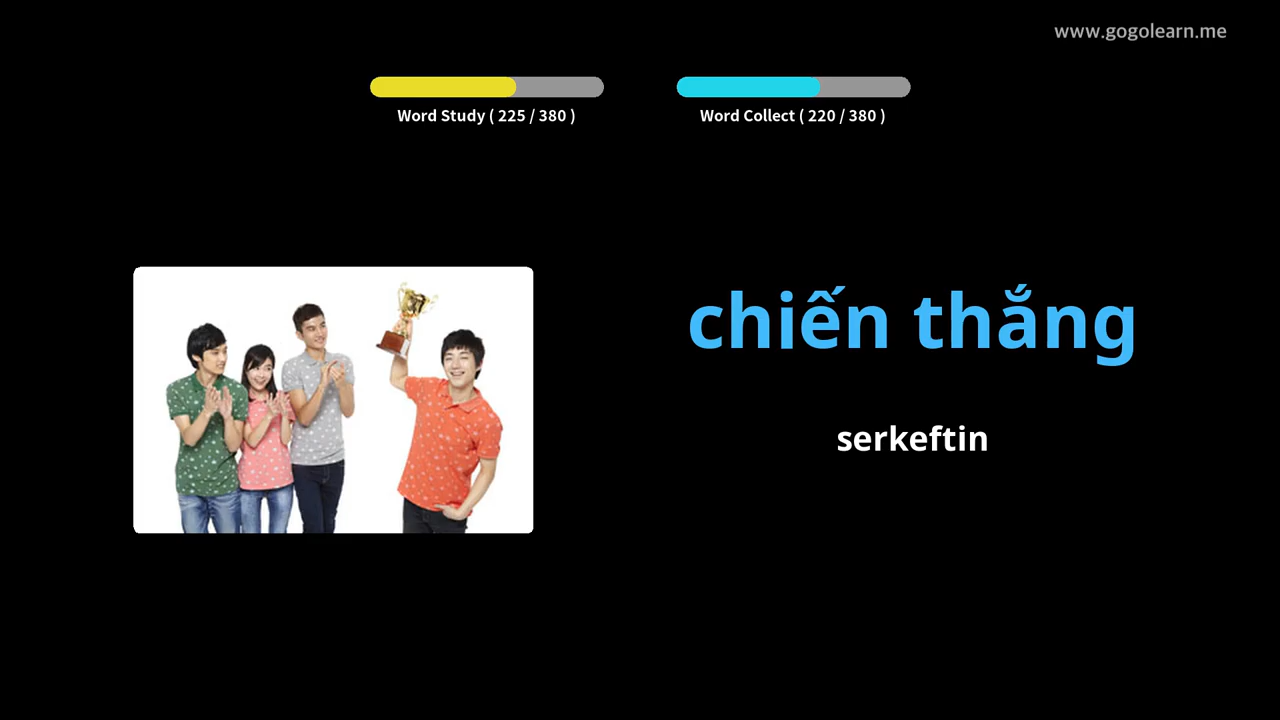 www.gogolearn.me
Word Study ( 225 / 380 )
Word Collect ( 220 / 380 )
chiến thắng
serkeftin